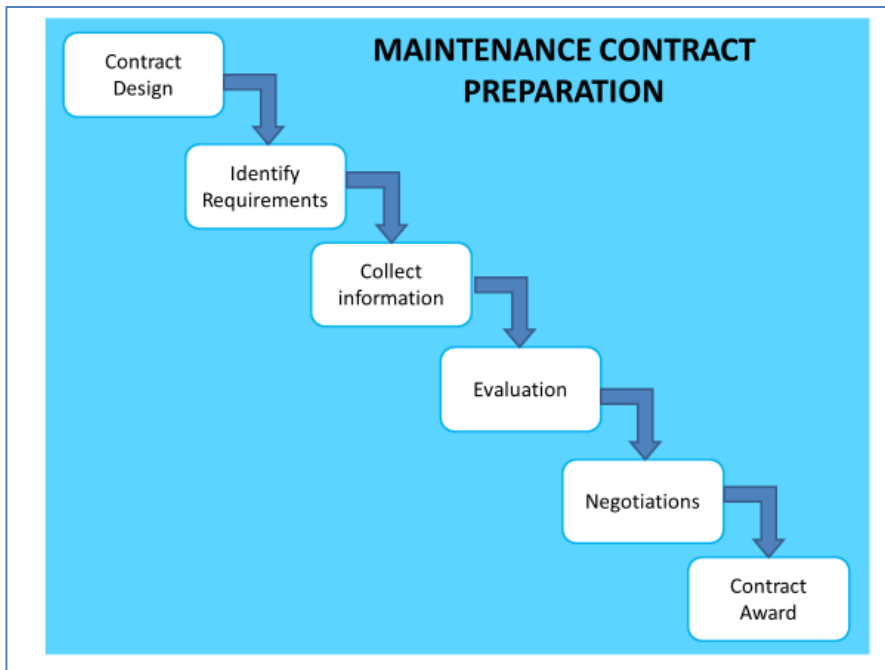 MAINTENANCE CONTRACT
PREPARATION
Contract
Design
Identify
Requirements
Collect
information
Evaluation
Negotiations
Contract
Award